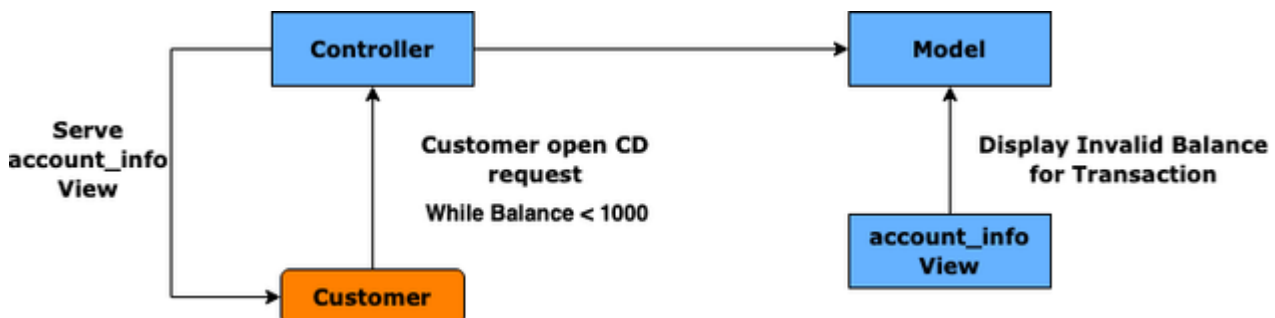 Controller
Model
Serve
account_info
View
Customer open CD
request
While Balance < 1000
Display Invalid Balance
for Transaction
account_info
View
Customer